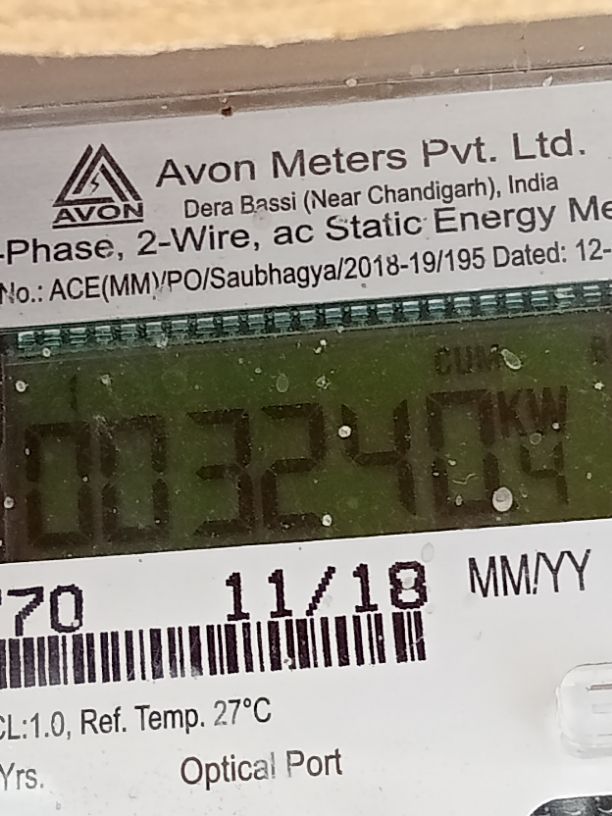 AVON
Avon Meters Pvt. Ltd.
Dera Bassi (Near Chandigarh), India
-Phase, 2-Wire, ac Static Energy Me
No.: ACE(MM)/PO/Saubhagya/2018-19/195 Dated: 12-
CUM
003240 KW
4
70 11/18 MM/YY
CL:1.0, Ref. Temp. 27°C
Yrs. Optical Port